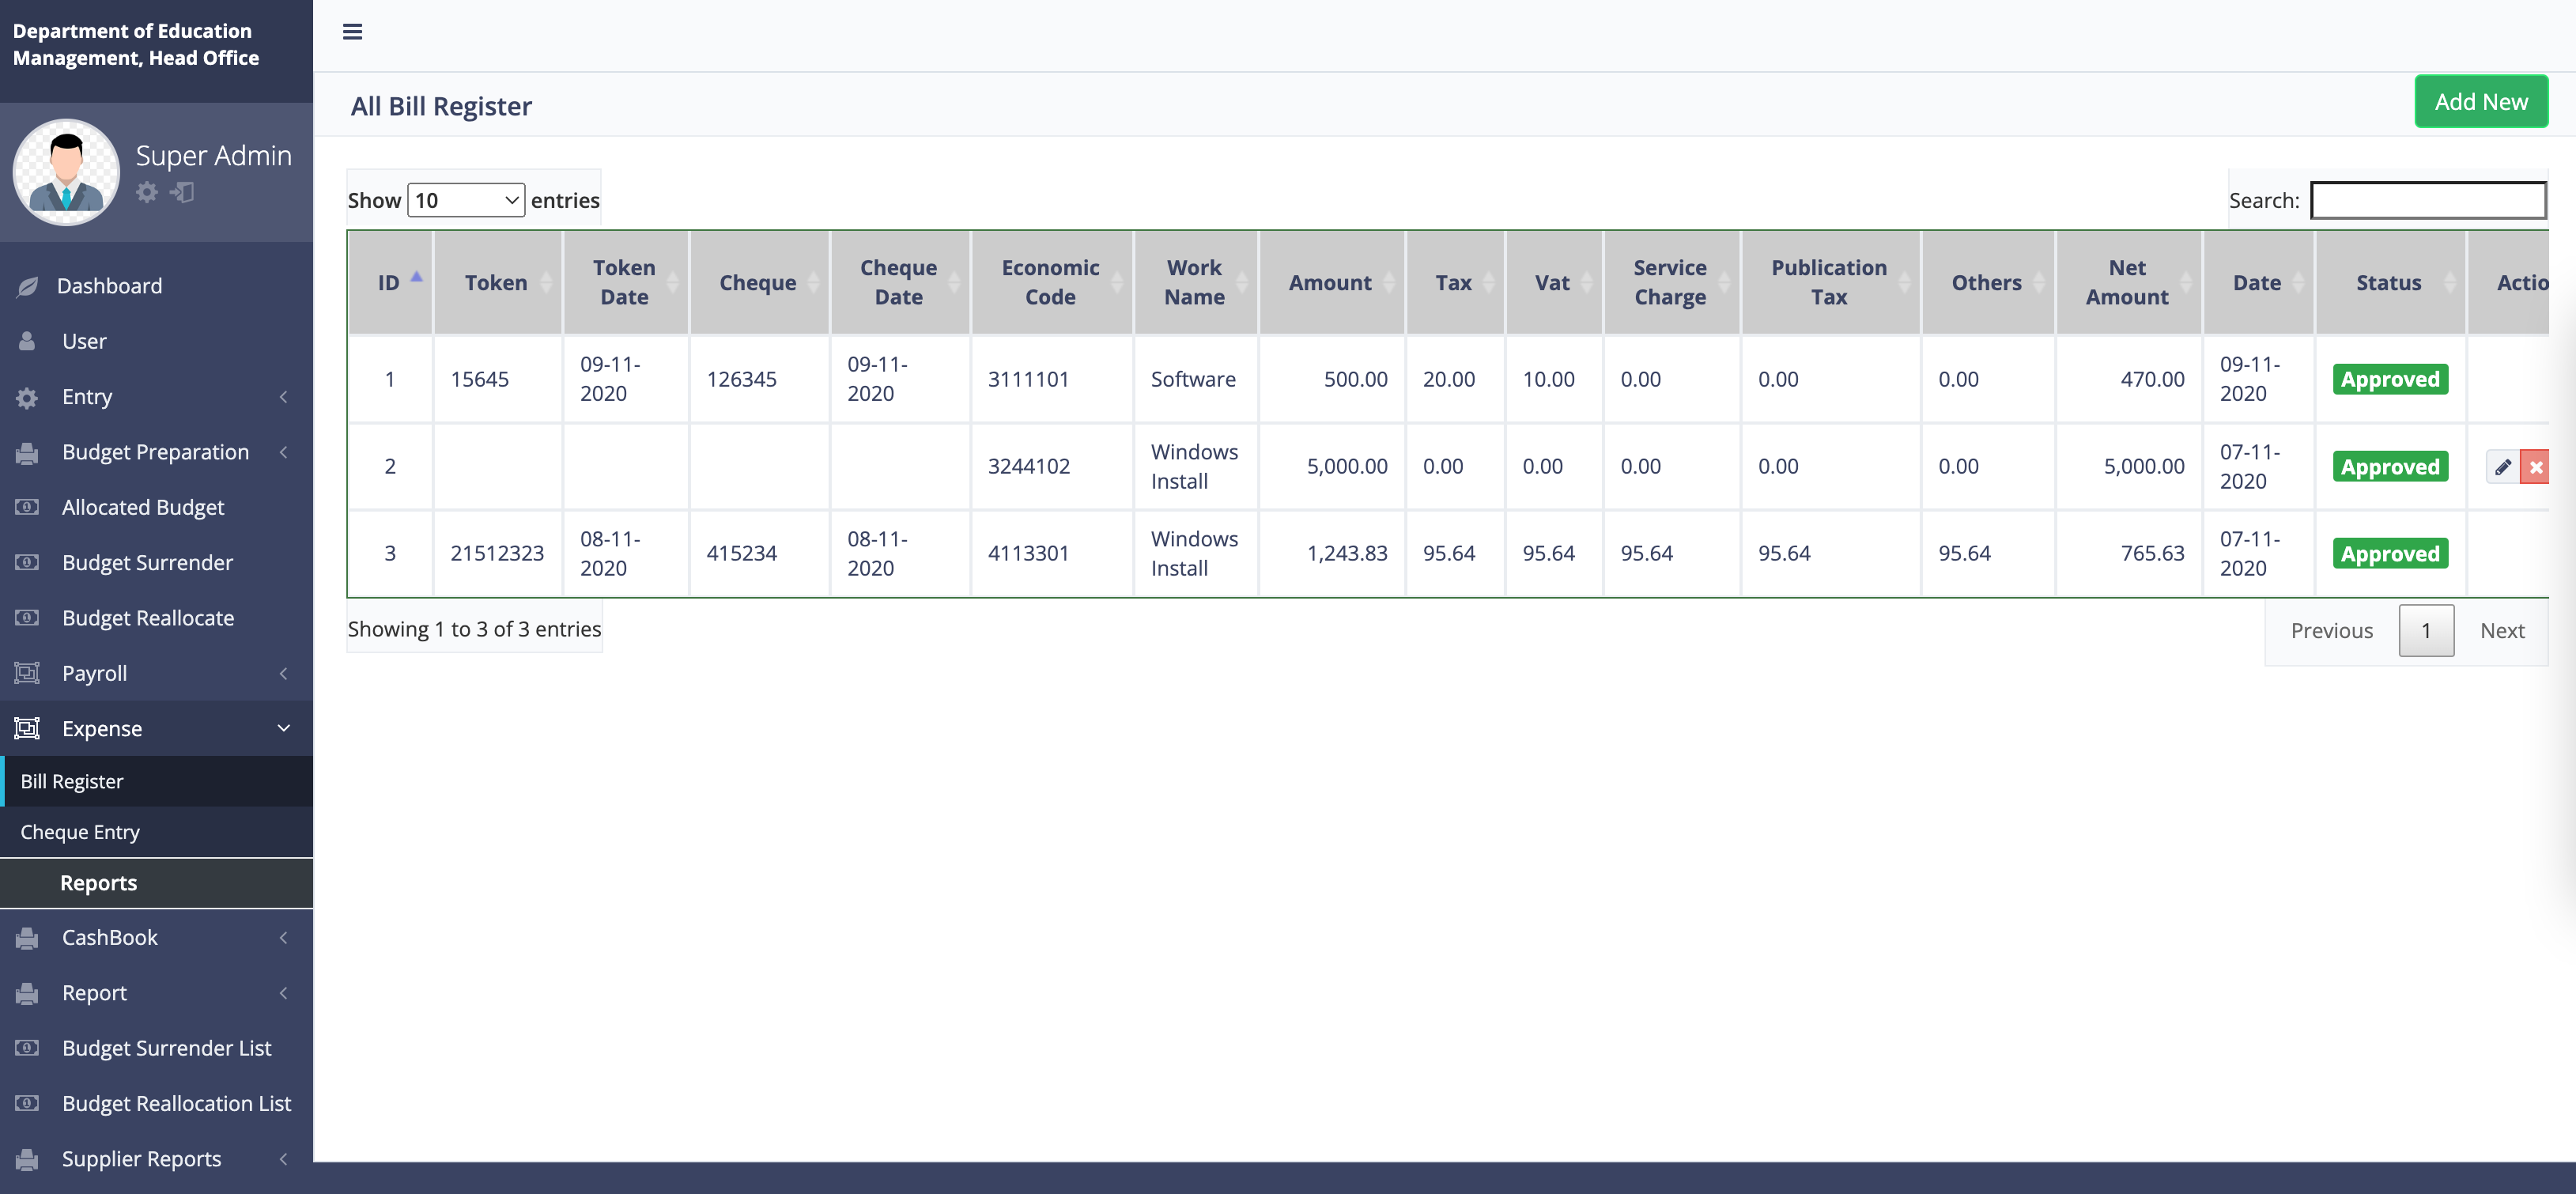 Department of Education
Management, Head Office
Super Admin
Dashboard
User
Entry
Budget Preparation
Allocated Budget
Budget Surrender
Budget Reallocate
Payroll
Expense
Bill Register
Cheque Entry
Reports
CashBook
Report
Budget Surrender List
Budget Reallocation List
Supplier Reports
All Bill Register
Add New
Show 10 entries
Search:
ID Token Token Date Cheque Cheque Date Economic Code Work Name Amount Tax Vat Service Charge Publication Tax Others Net Amount Date Status Actio
1 15645 09-11-2020 126345 09-11-2020 3111101 Software 500.00 20.00 10.00 0.00 0.00 0.00 470.00 09-11-2020 Approved
2 3244102 Windows Install 5,000.00 0.00 0.00 0.00 0.00 0.00 5,000.00 07-11-2020 Approved
3 21512323 08-11-2020 415234 08-11-2020 4113301 Windows Install 1,243.83 95.64 95.64 95.64 95.64 95.64 765.63 07-11-2020 Approved
Showing 1 to 3 of 3 entries
Previous 1 Next